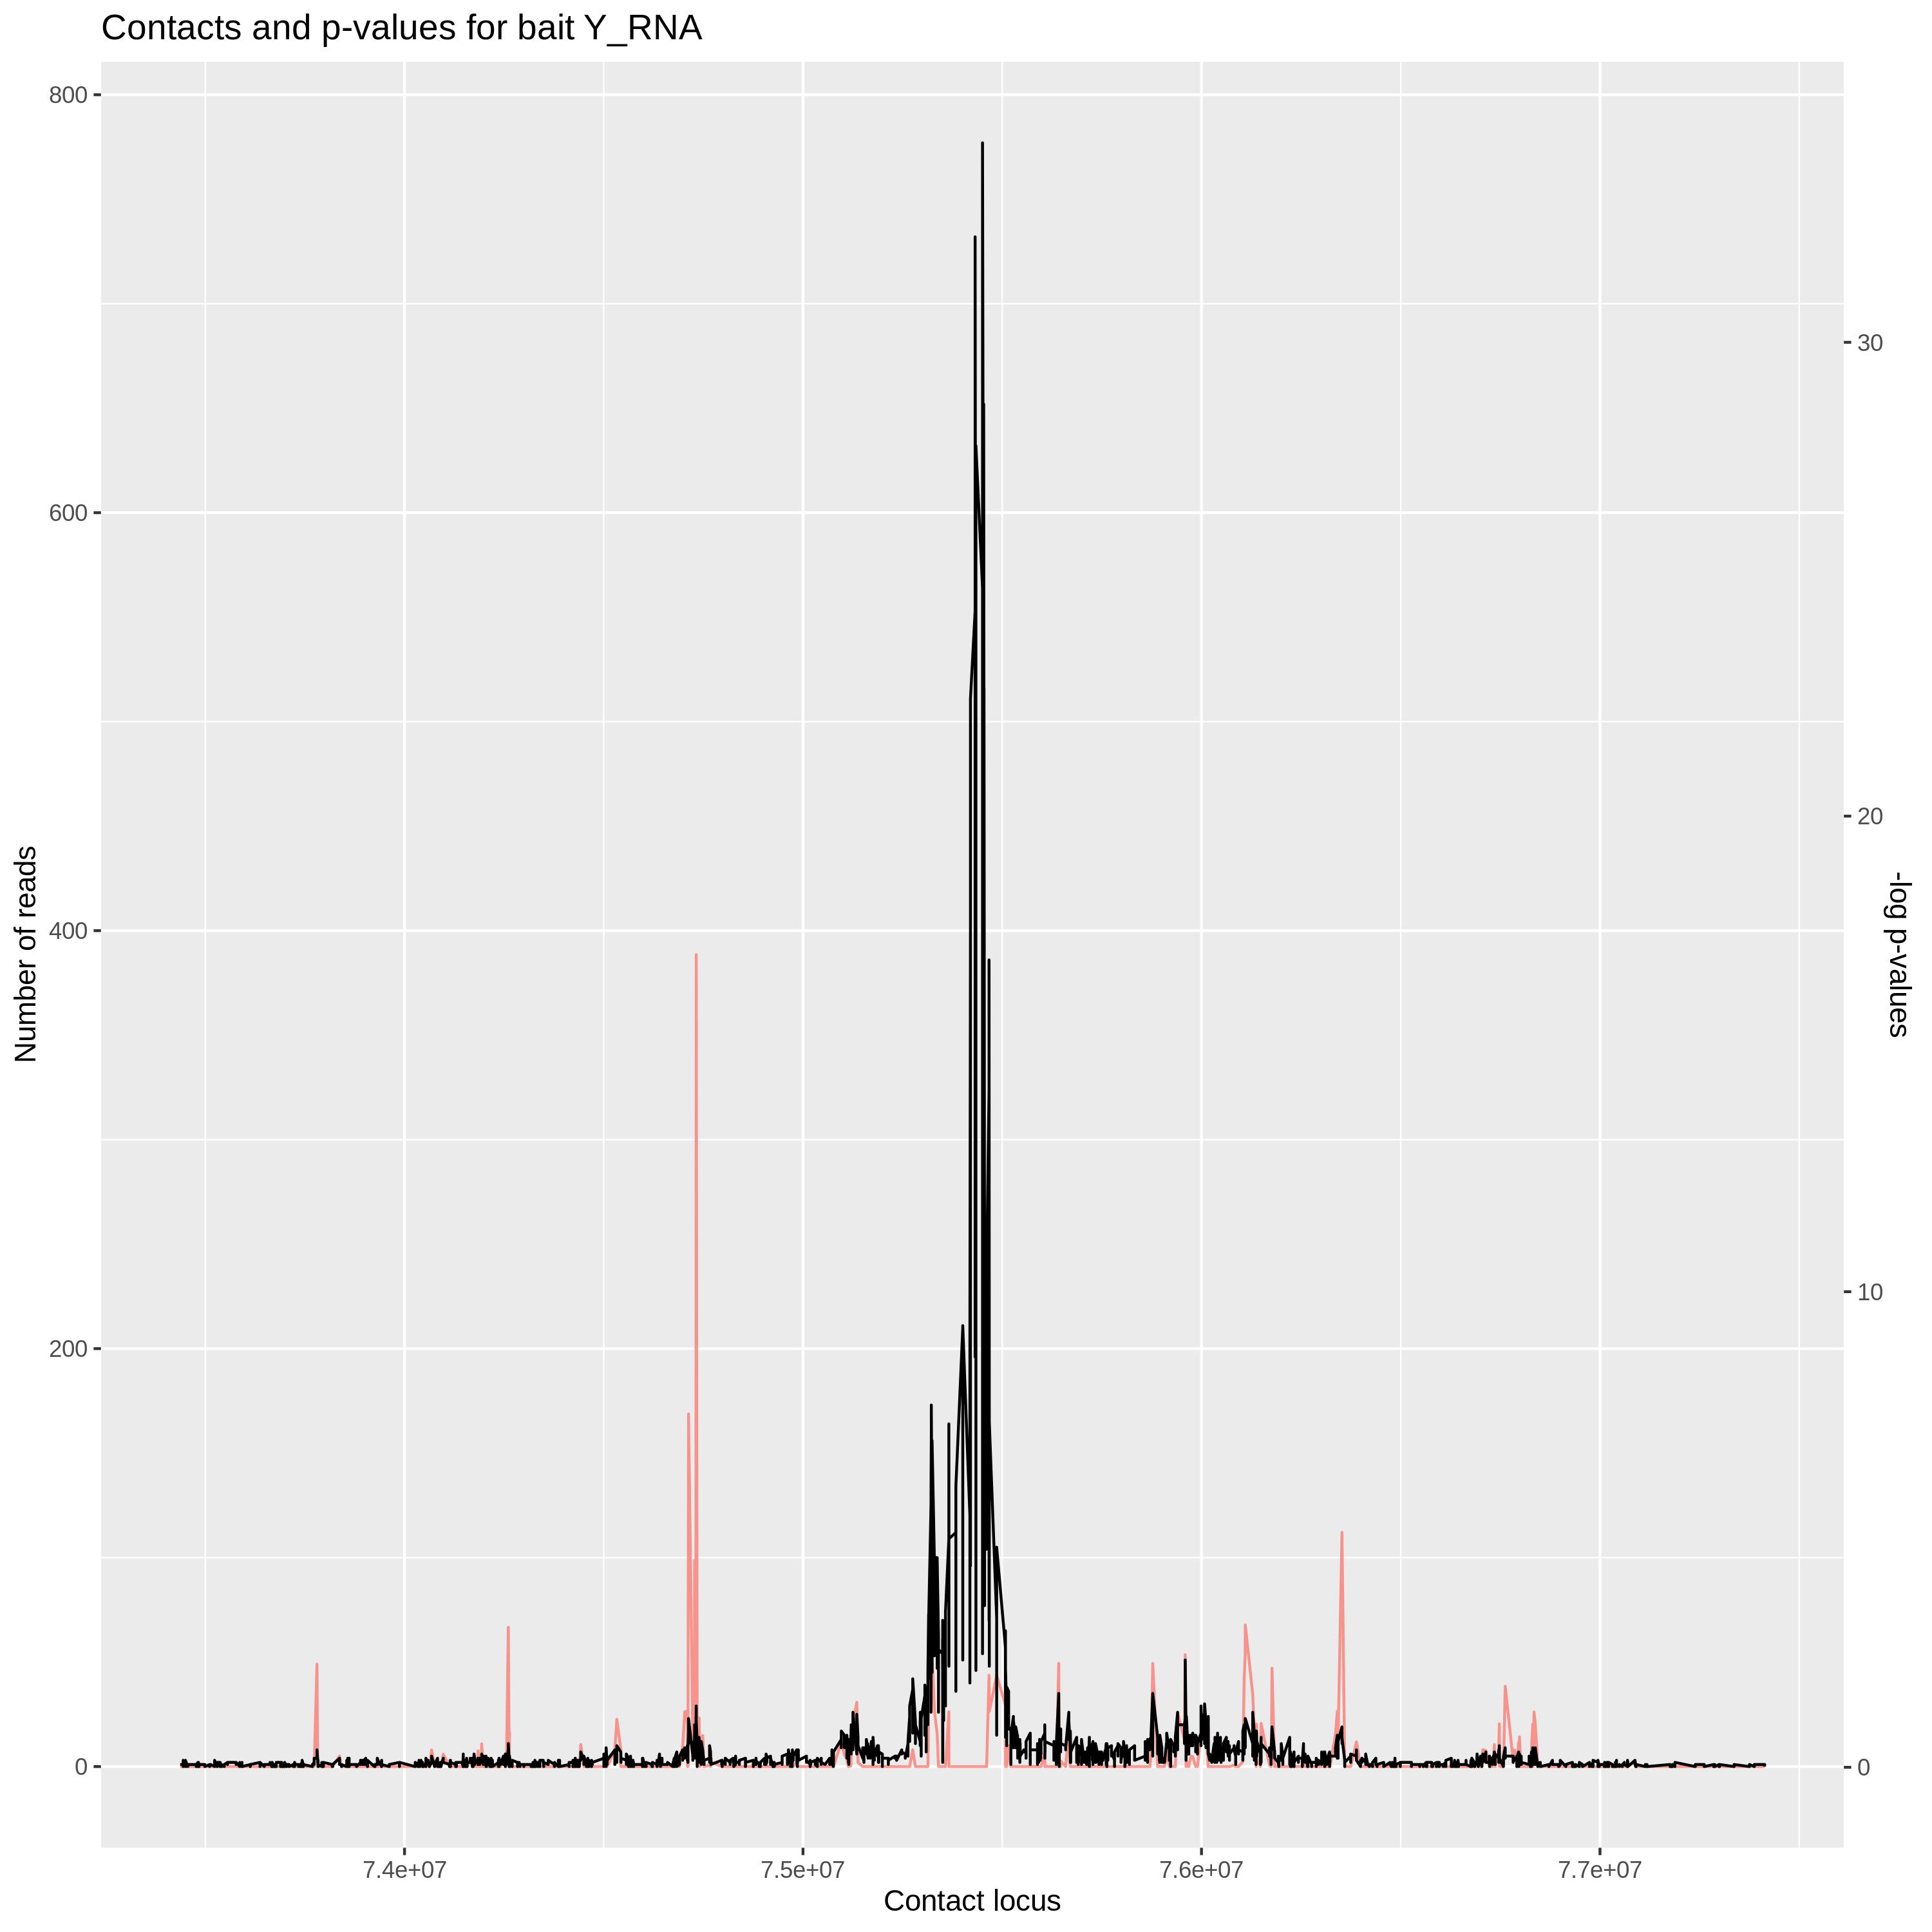 Contacts and p-values for bait Y_RNA
800
600
400
200
0
Number of reads
30
20
10
0
-log p-values
7.4e+07
7.5e+07
7.6e+07
7.7e+07
Contact locus